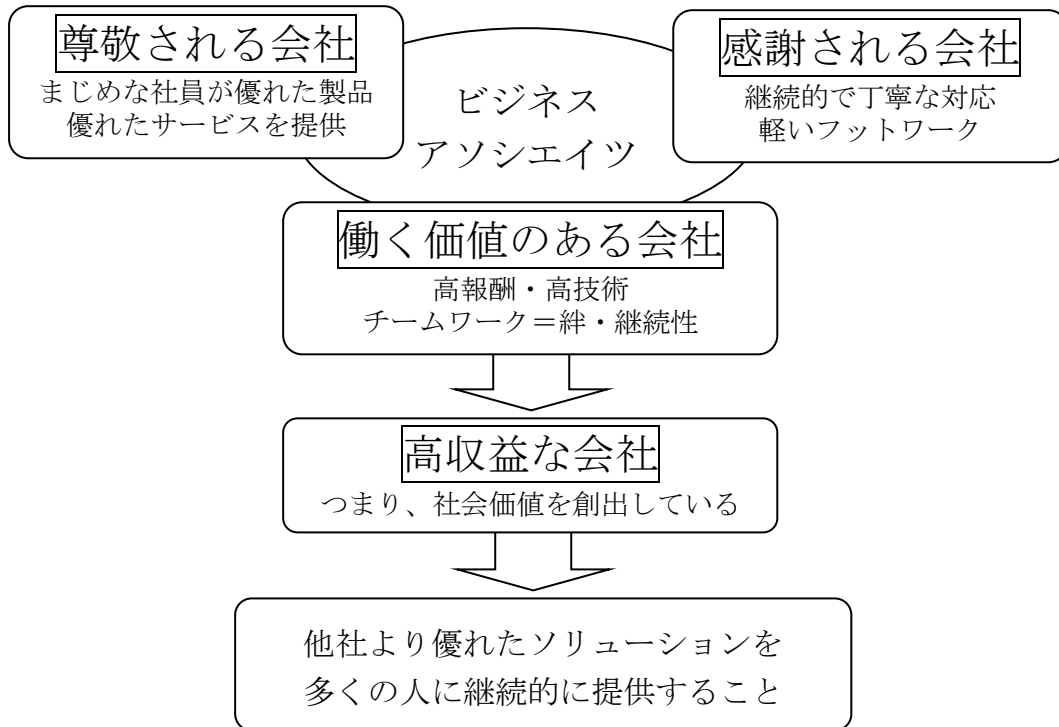 尊敬される会社
まじめな社員が優れた製品
優れたサービスを提供
ビジネス
アソシエイツ
感謝される会社
継続的で丁寧な対応
軽いフットワーク
働く価値のある会社
高報酬・高技術
チームワーク＝絆・継続性
高収益な会社
つまり、社会価値を創出している
他社より優れたソリューションを
多くの人に継続的に提供すること